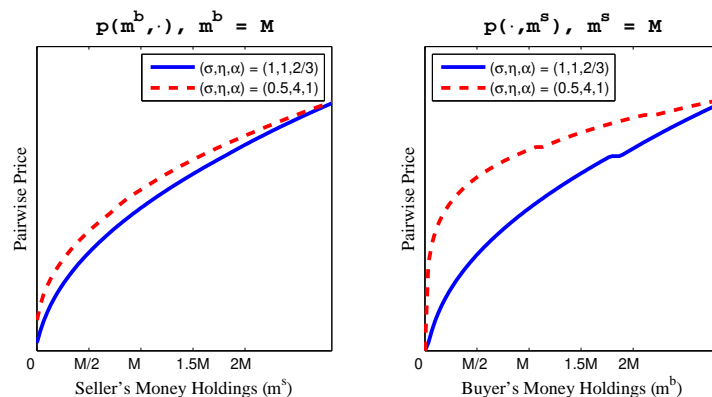 p(m^b,·), m^b = M
(σ,η,α) = (1,1,2/3)
(σ,η,α) = (0.5,4,1)
Pairwise Price
0 M/2 M 1.5M 2M
Seller's Money Holdings (m^s)
p(·,m^s), m^s = M
(σ,η,α) = (1,1,2/3)
(σ,η,α) = (0.5,4,1)
Pairwise Price
0 M/2 M 1.5M 2M
Buyer's Money Holdings (m^b)